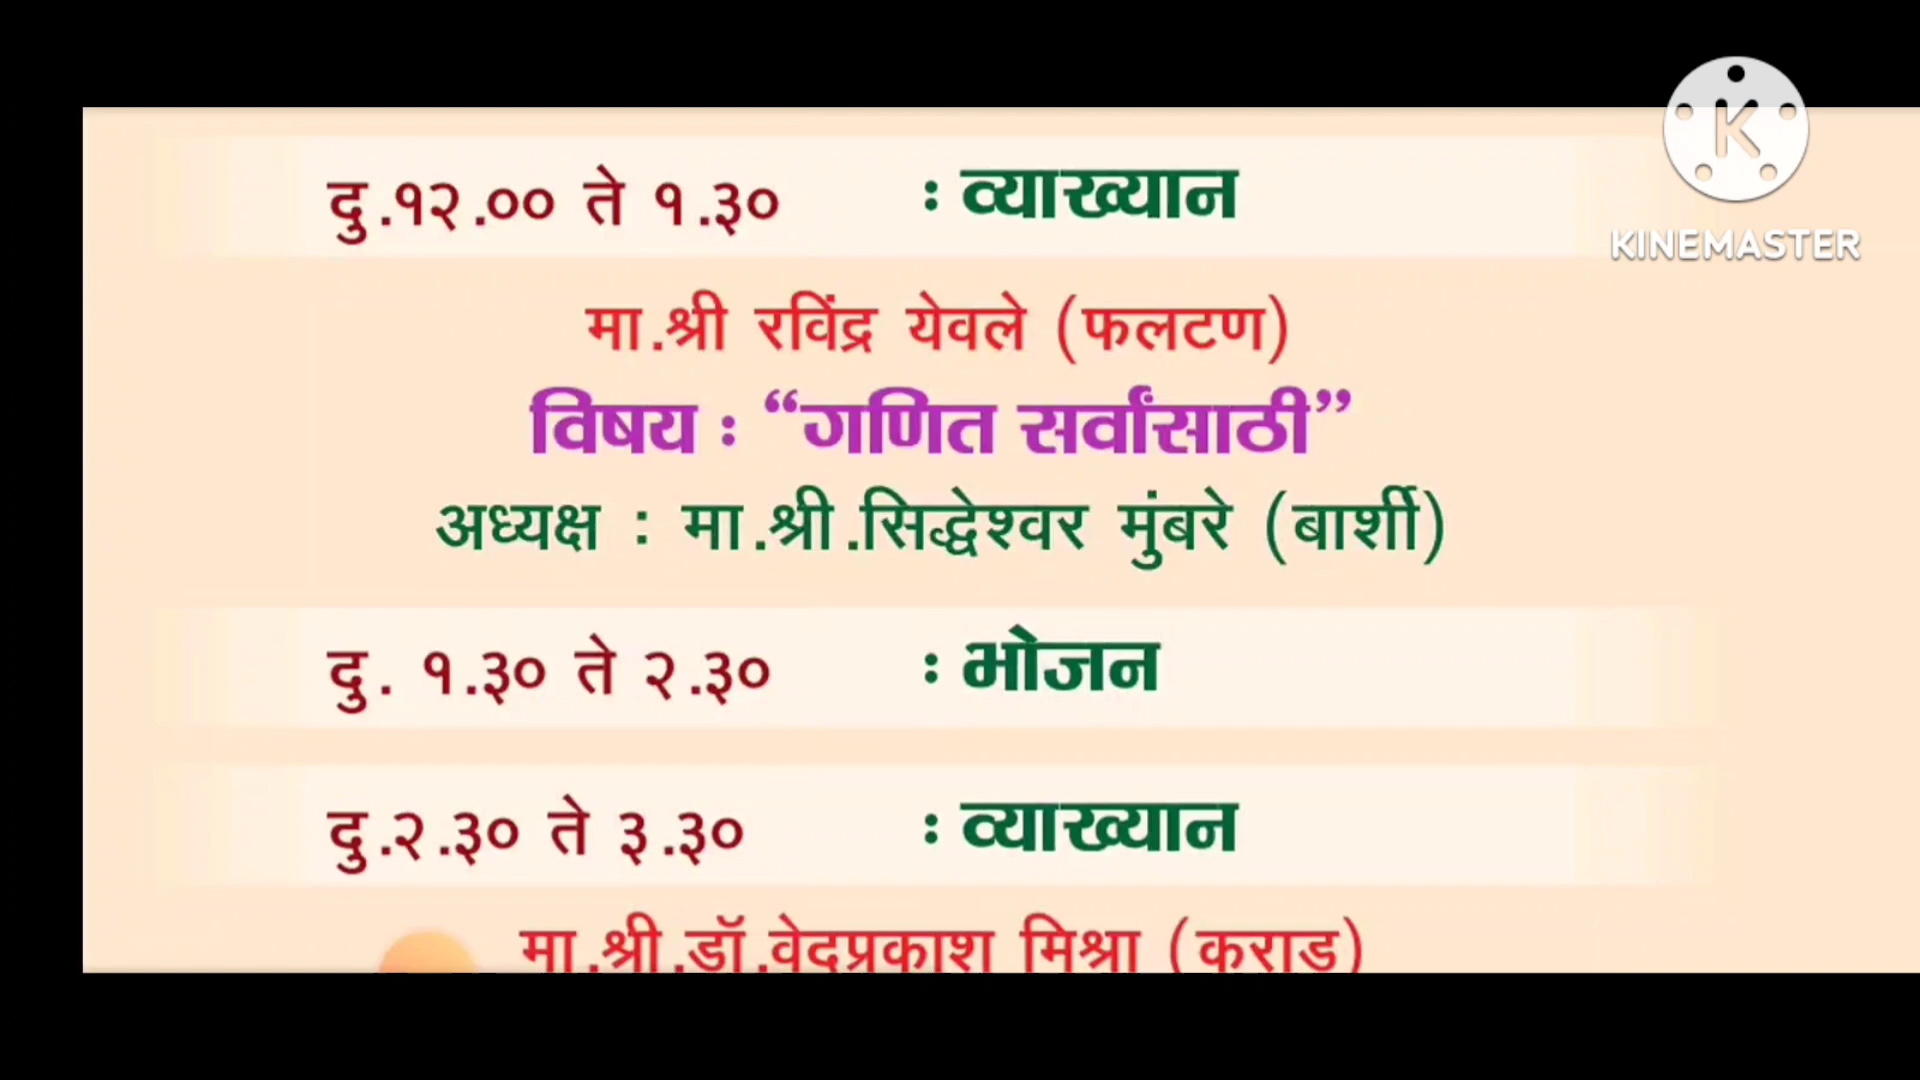 दु.१२.०० ते १.३० : व्याख्यान
KINEMASTER
मा.श्री रविंद्र येवले (फलटण)
विषय : “गणित सर्वांसाठी”
अध्यक्ष : मा.श्री.सिद्धेश्वर मुंबरे (बार्शी)
दु. १.३० ते २.३० : भोजन
दु.२.३० ते ३.३० : व्याख्यान
मा.श्री.डॉ.वेदप्रकाश मिश्रा (कराड)